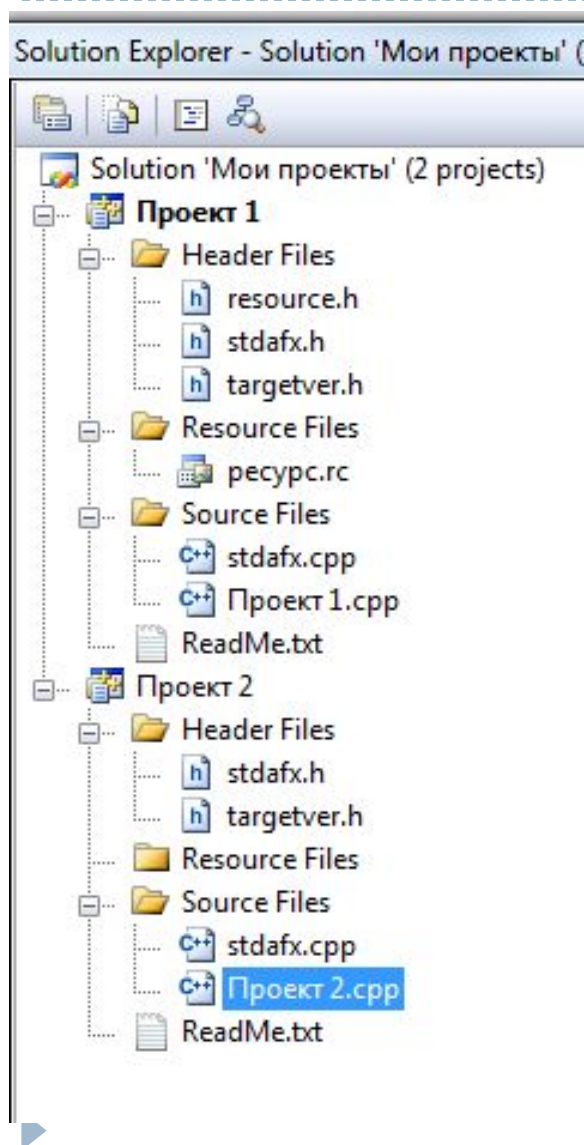 Solution Explorer - Solution 'Мои проекты' (
Solution 'Мои проекты' (2 projects)
Проект 1
Header Files
resource.h
stdafx.h
targetver.h
Resource Files
ресурс.rc
Source Files
stdafx.cpp
Проект 1.cpp
ReadMe.txt
Проект 2
Header Files
stdafx.h
targetver.h
Resource Files
Source Files
stdafx.cpp
Проект 2.cpp
ReadMe.txt